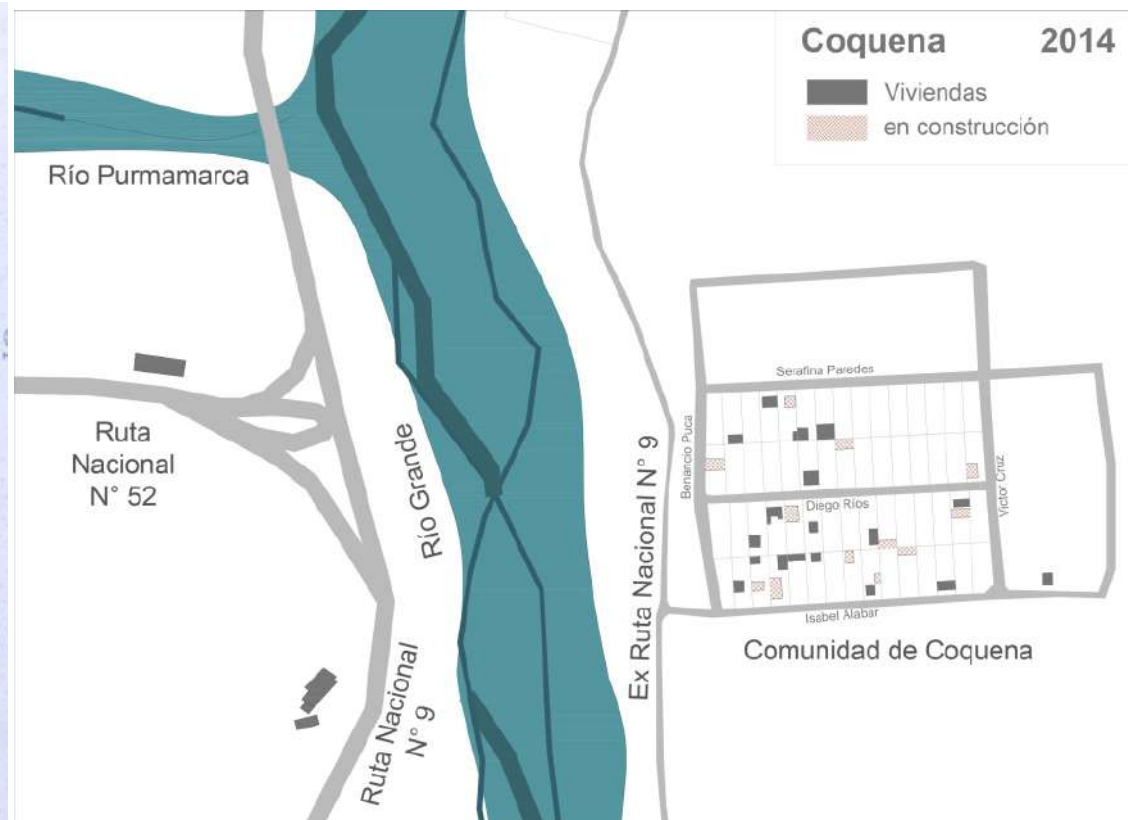 Coquena 2014
Viviendas
en construcción
Río Purmamarca
Serafina Paredes
Ruta
Nacional
N° 52
Río Grande
Ex Ruta Nacional N° 9
Benancio Puca
Diego Ríos
Victor Cruz
Isabel Alabar
Comunidad de Coquena
Ruta Nacional
N° 9